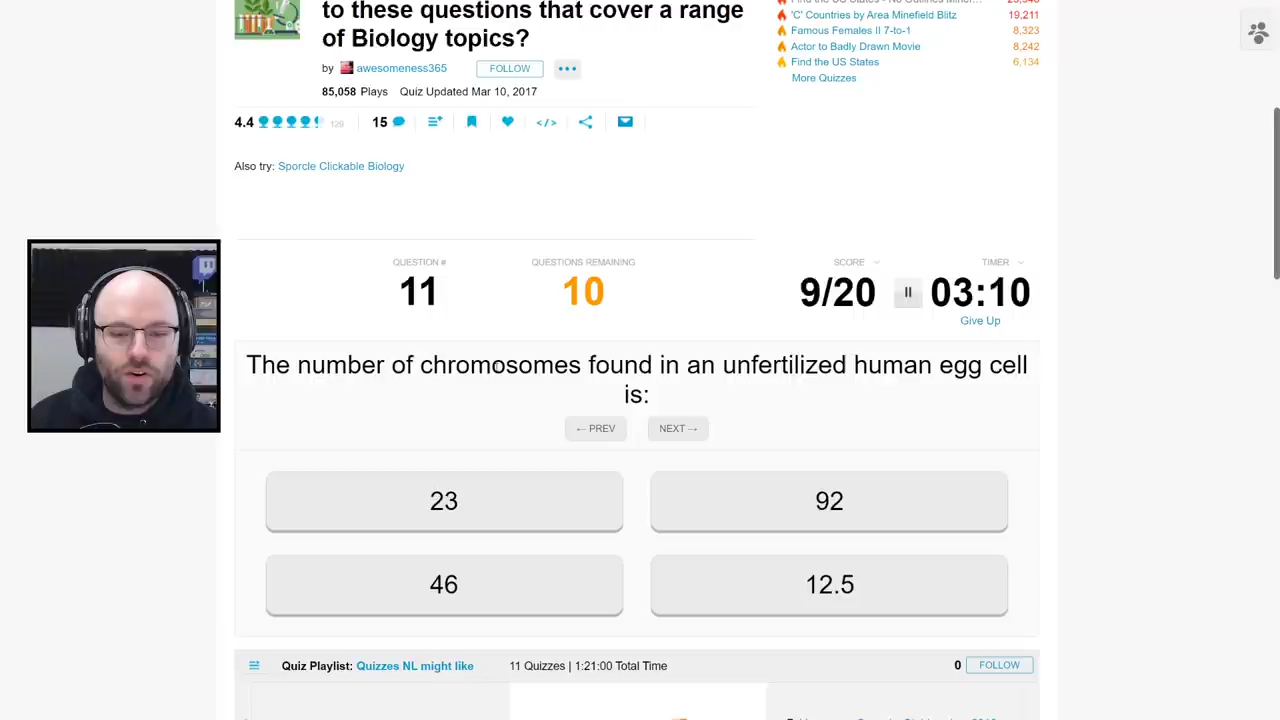 to these questions that cover a range
of Biology topics?
by awesomeness365 FOLLOW
85,058 Plays Quiz Updated Mar 10, 2017
4.4 15 </>
Also try: Sporcle Clickable Biology
'C' Countries by Area Minefield Blitz 19,211
Famous Females II 7-to-1 8,323
Actor to Badly Drawn Movie 8,242
Find the US States 6,134
More Quizzes
QUESTION # QUESTIONS REMAINING SCORE TIMER
11 10 9/20 03:10
Give Up
The number of chromosomes found in an unfertilized human egg cell
is:
← PREV NEXT →
23 92
46 12.5
Quiz Playlist: Quizzes NL might like 11 Quizzes | 1:21:00 Total Time 0 FOLLOW